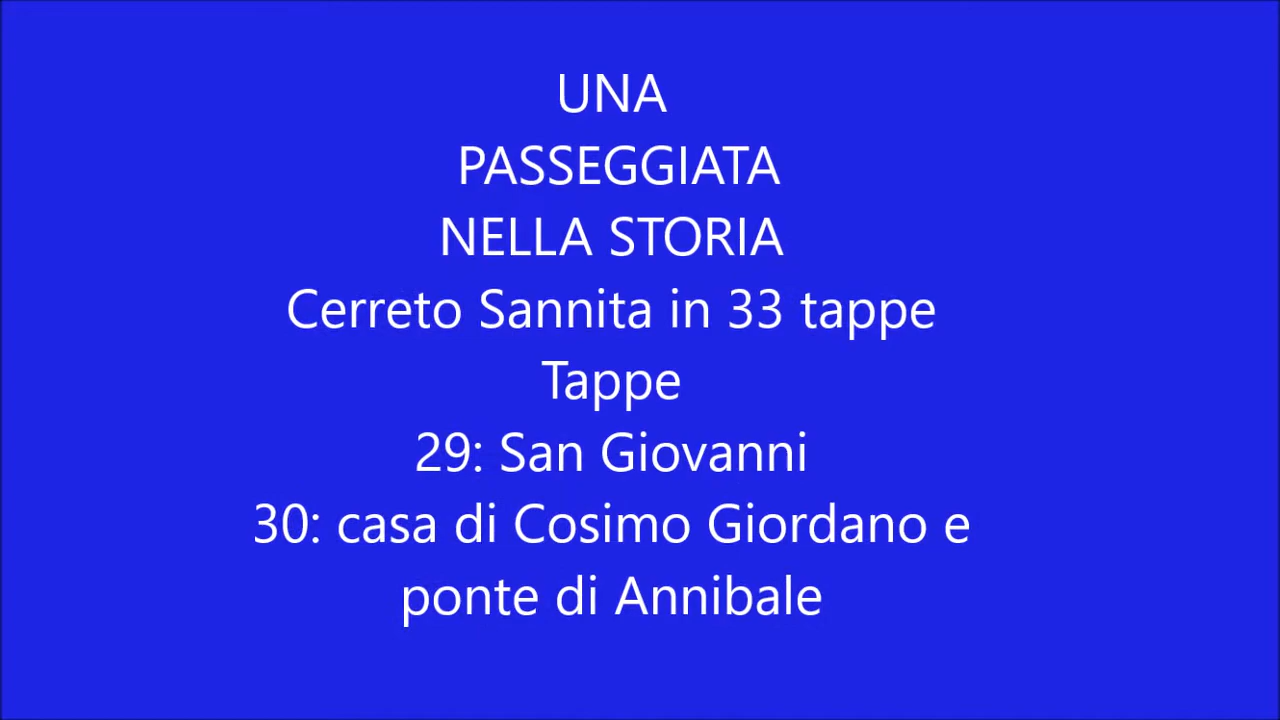 UNA
PASSEGGIATA
NELLA STORIA
Cerreto Sannita in 33 tappe
Tappe
29: San Giovanni
30: casa di Cosimo Giordano e
ponte di Annibale